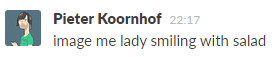 Pieter Koornhof 22:17
image me lady smiling with salad